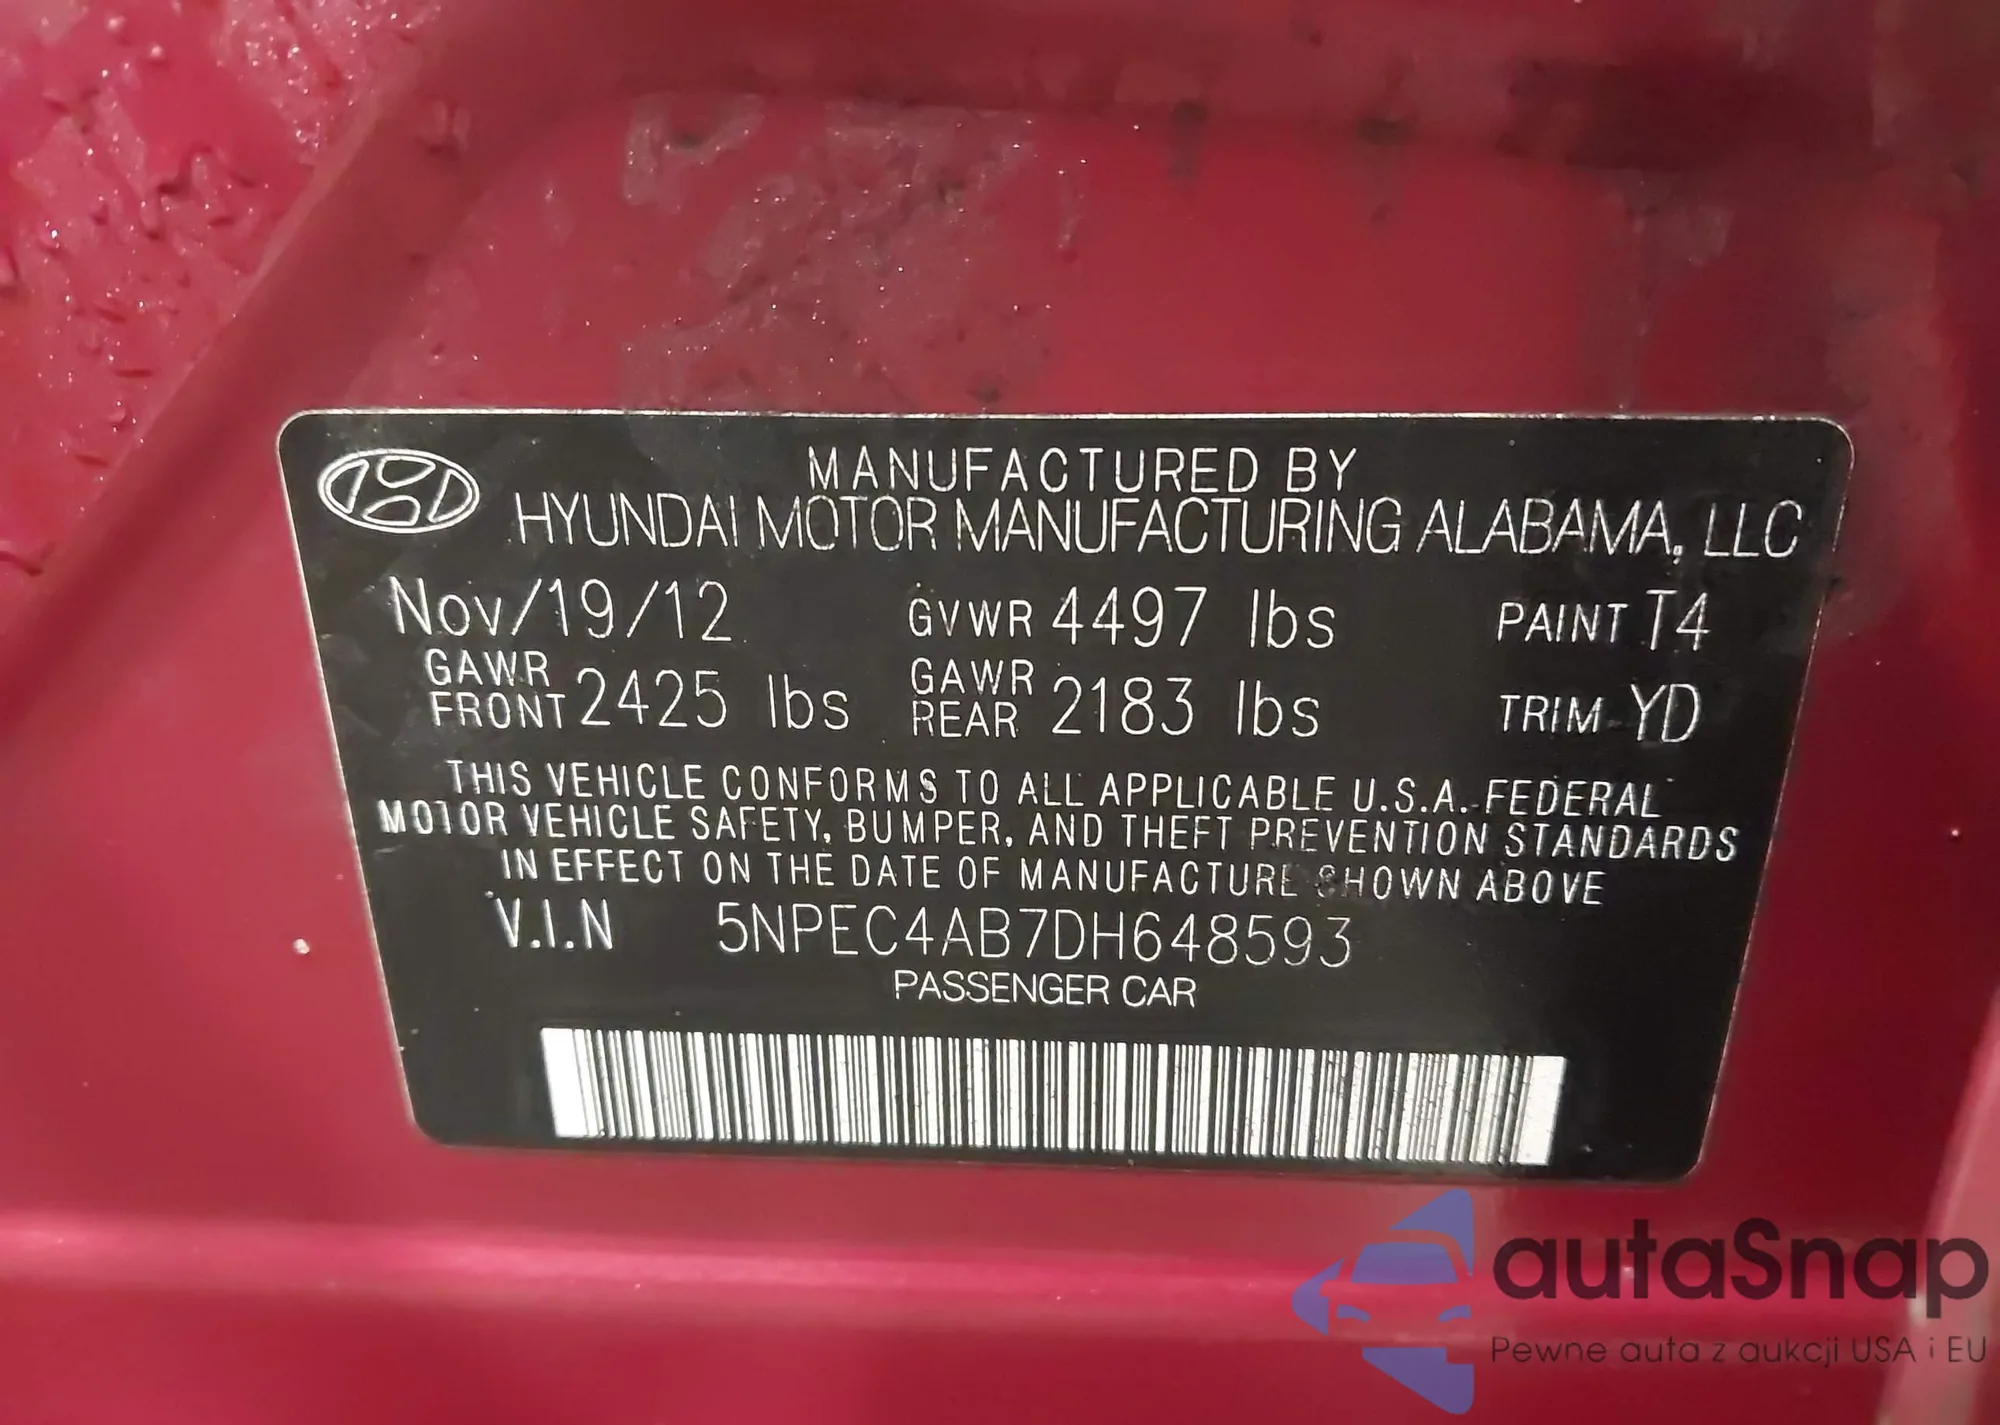 MANUFACTURED BY
HYUNDAI MOTOR MANUFACTURING ALABAMA, LLC
Nov/19/12 GVWR 4497 lbs PAINT T4
GAWR FRONT 2425 lbs GAWR REAR 2183 lbs TRIM YD
THIS VEHICLE CONFORMS TO ALL APPLICABLE U.S.A. FEDERAL
MOTOR VEHICLE SAFETY, BUMPER, AND THEFT PREVENTION STANDARDS
IN EFFECT ON THE DATE OF MANUFACTURE SHOWN ABOVE
V.I.N 5NPEC4AB7DH648593
PASSENGER CAR
autaSnap
Pewne auta z aukcji USA i EU